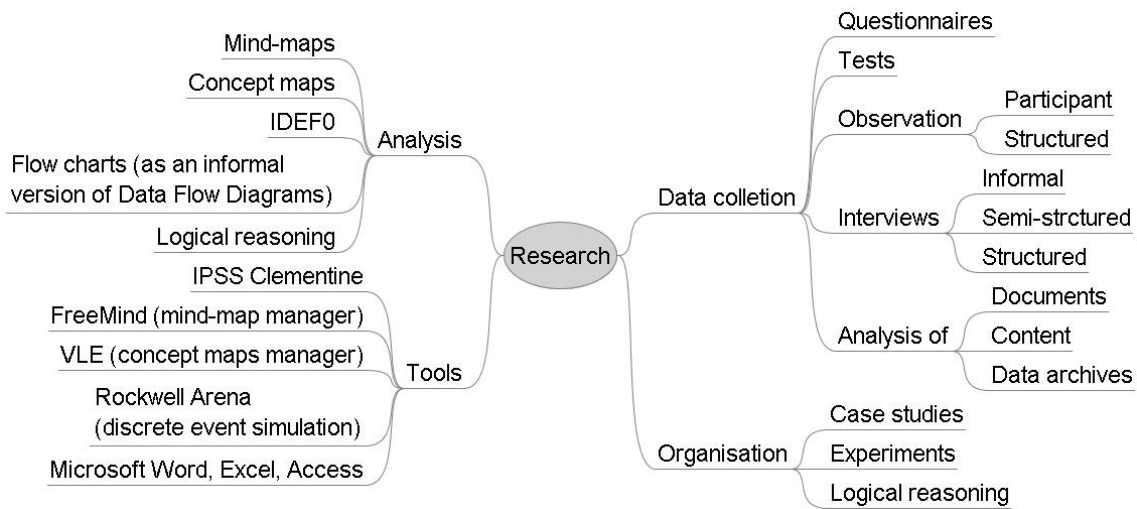 Mind-maps
Concept maps
IDEF0
Flow charts (as an informal
version of Data Flow Diagrams)
Logical reasoning
Analysis
IPSS Clementine
FreeMind (mind-map manager)
VLE (concept maps manager)
Rockwell Arena
(discrete event simulation)
Microsoft Word, Excel, Access
Tools
Research
Data colletion
Questionnaires
Tests
Observation
Participant
Structured
Interviews
Informal
Semi-strctured
Structured
Analysis of
Documents
Content
Data archives
Organisation
Case studies
Experiments
Logical reasoning